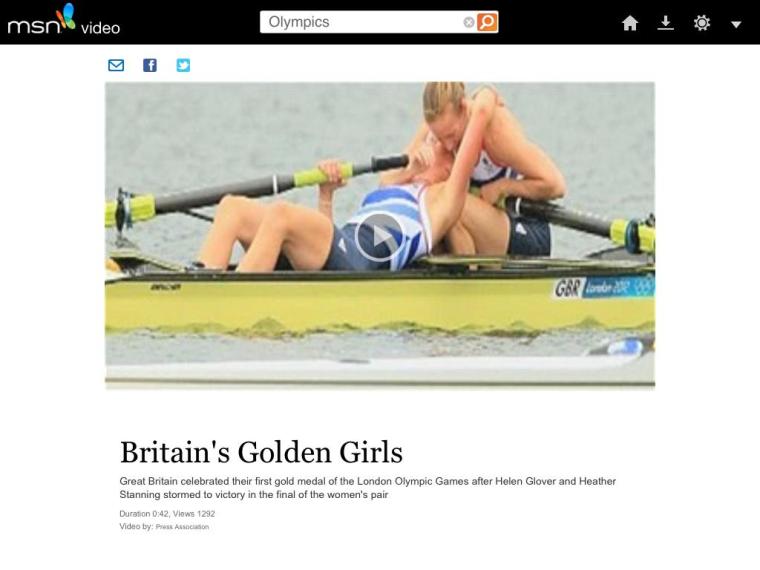 msn video
Olympics
GBR London 2012
Britain's Golden Girls
Great Britain celebrated their first gold medal of the London Olympic Games after Helen Glover and Heather
Stanning stormed to victory in the final of the women's pair
Duration 0:42, Views 1292
Video by: Press Association